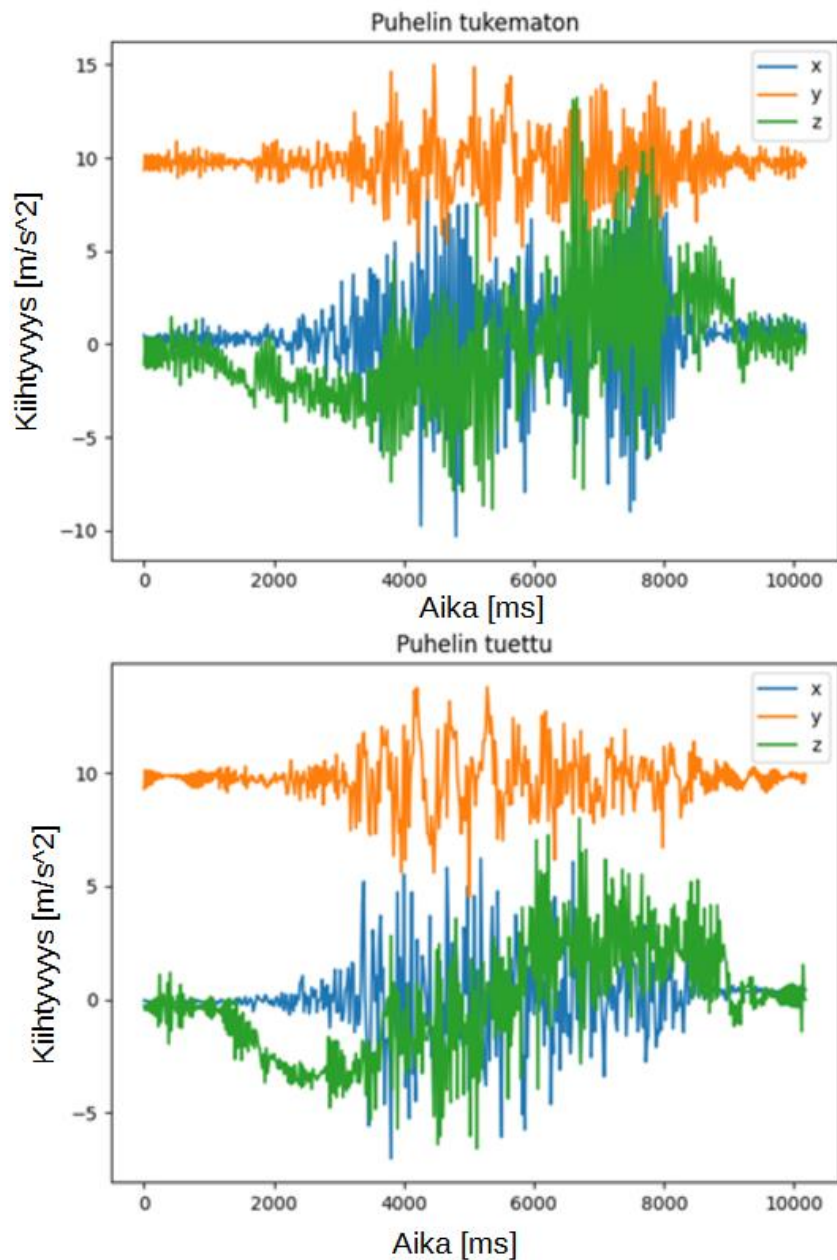 Puhelin tukematon
x
y
z
15
10
5
0
−5
−10
Kiihtyvyys [m/s^2]
0 2000 4000 6000 8000 10000
Aika [ms]
Puhelin tuettu
x
y
z
10
5
0
−5
Kiihtyvyys [m/s^2]
0 2000 4000 6000 8000 10000
Aika [ms]